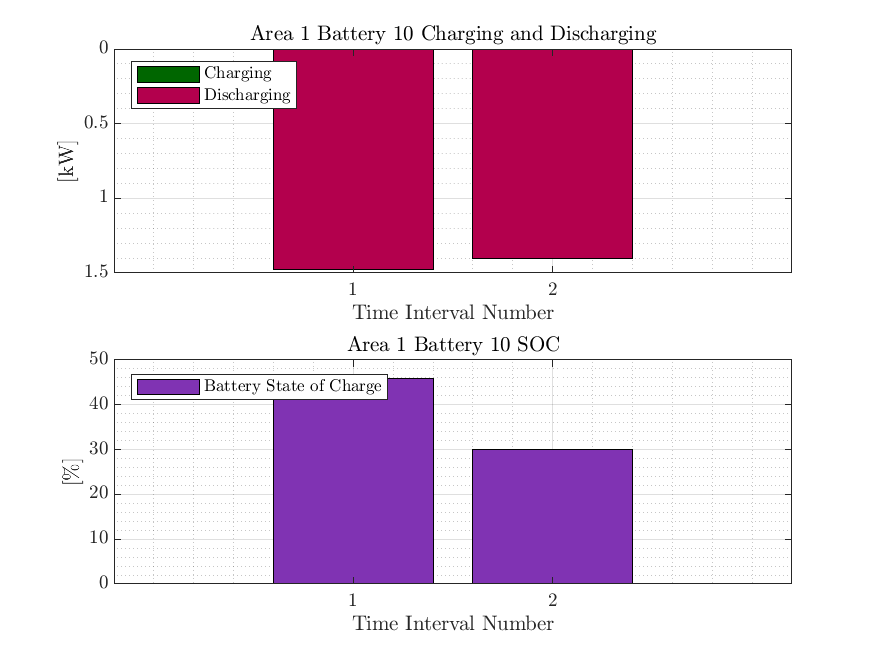 Area 1 Battery 10 Charging and Discharging
0
0.5
1
1.5
[kW]
Charging
Discharging
1 2
Time Interval Number
Area 1 Battery 10 SOC
50
40
30
20
10
0
[%]
Battery State of Charge
1 2
Time Interval Number